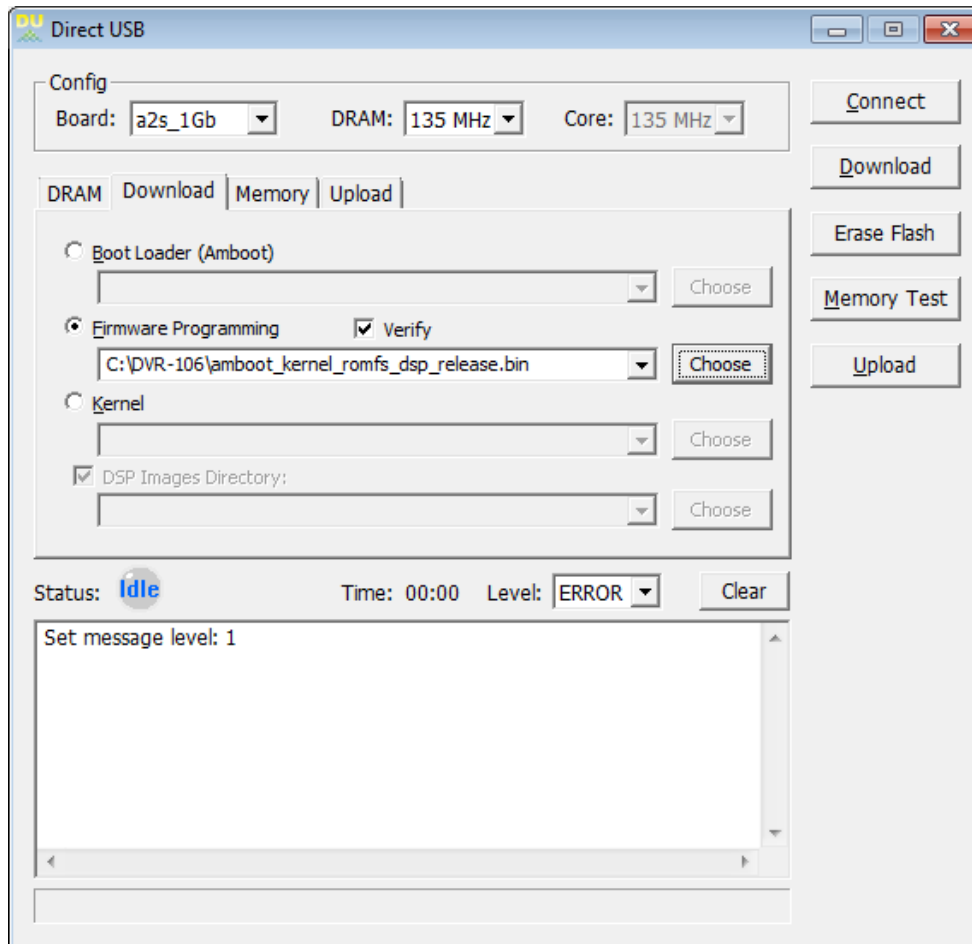 DU Direct USB
Config
Board: a2s_1Gb DRAM: 135 MHz Core: 135 MHz
Connect
Download
Erase Flash
Memory Test
Upload
DRAM Download Memory Upload
Boot Loader (Amboot)
Choose
Firmware Programming Verify
C:\DVR-106\amboot_kernel_romfs_dsp_release.bin Choose
Kernel
Choose
DSP Images Directory:
Choose
Status: Idle Time: 00:00 Level: ERROR Clear
Set message level: 1